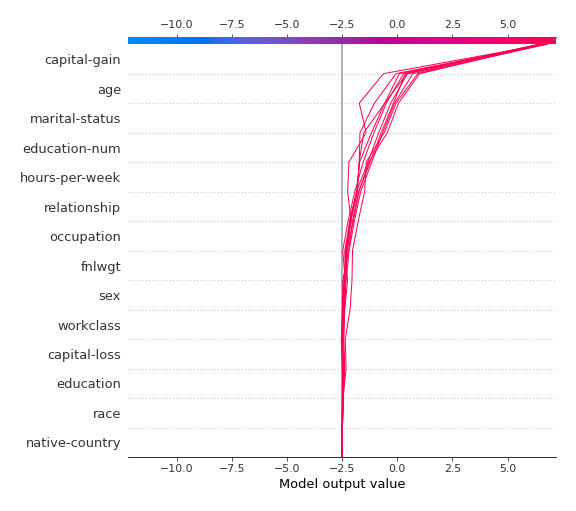 −10.0 −7.5 −5.0 −2.5 0.0 2.5 5.0
capital-gain
age
marital-status
education-num
hours-per-week
relationship
occupation
fnlwgt
sex
workclass
capital-loss
education
race
native-country
−10.0 −7.5 −5.0 −2.5 0.0 2.5 5.0
Model output value